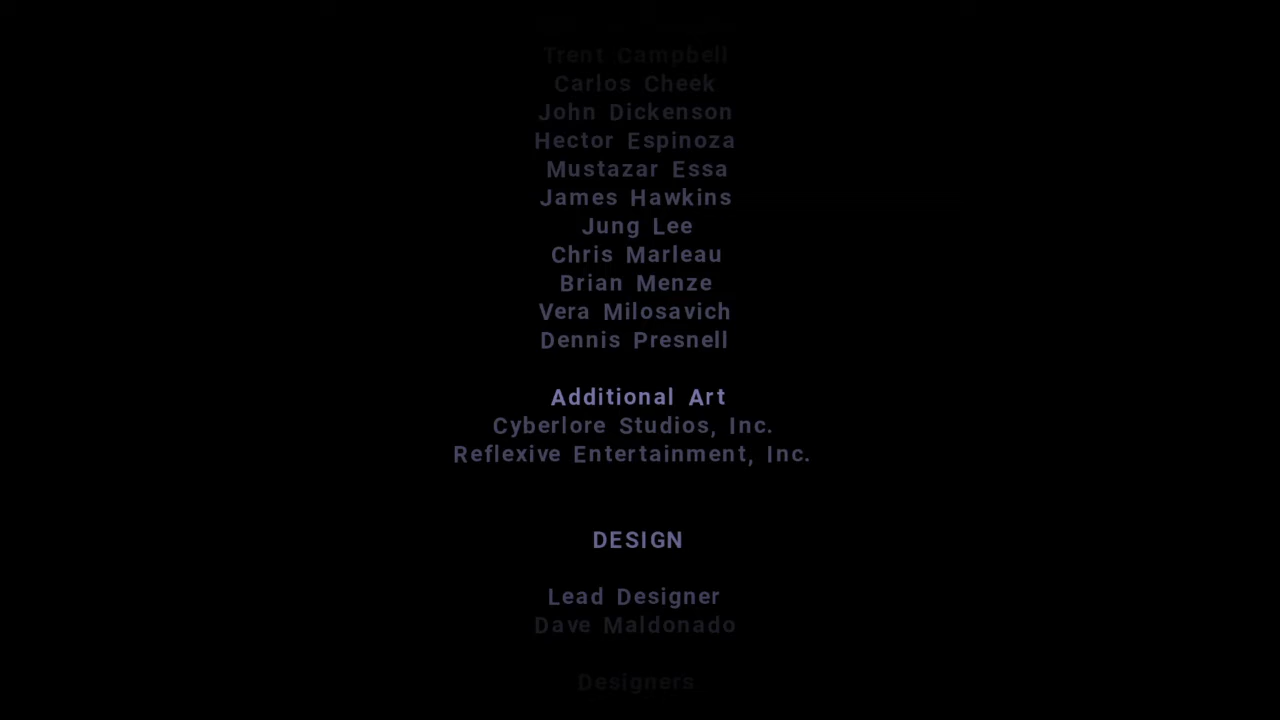 Trent Campbell
Carlos Cheek
John Dickenson
Hector Espinoza
Mustazar Essa
James Hawkins
Jung Lee
Chris Marleau
Brian Menze
Vera Milosavich
Dennis Presnell
Additional Art
Cyberlore Studios, Inc.
Reflexive Entertainment, Inc.
DESIGN
Lead Designer
Dave Maldonado
Designers